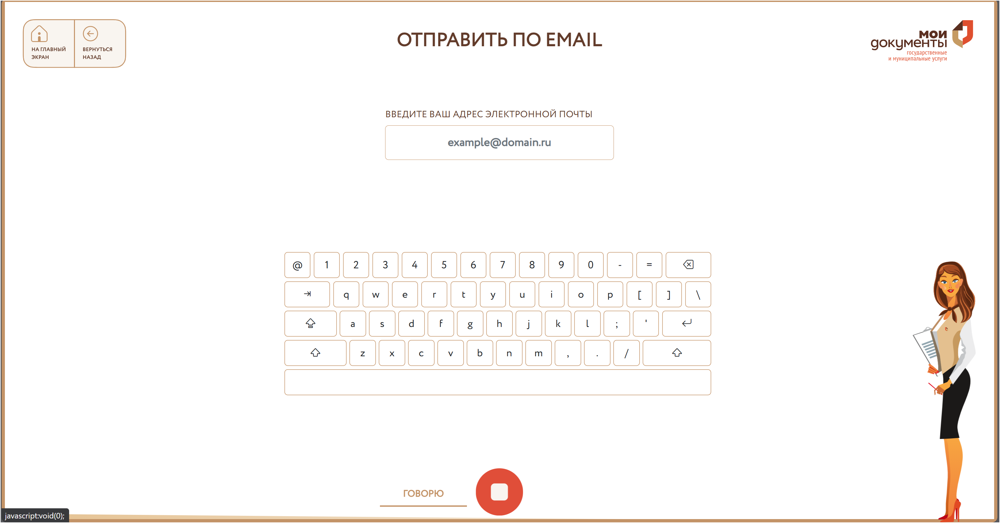 НА ГЛАВНЫЙ
ЭКРАН
ВЕРНУТЬСЯ
НАЗАД
ОТПРАВИТЬ ПО EMAIL
мои
документы
государственные
и муниципальные услуги
ВВЕДИТЕ ВАШ АДРЕС ЭЛЕКТРОННОЙ ПОЧТЫ
example@domain.ru
@ 1 2 3 4 5 6 7 8 9 0 - =
q w e r t y u i o p [ ] \
a s d f g h j k l ; '
z x c v b n m , . /
ГОВОРЮ
javascript:void(0);